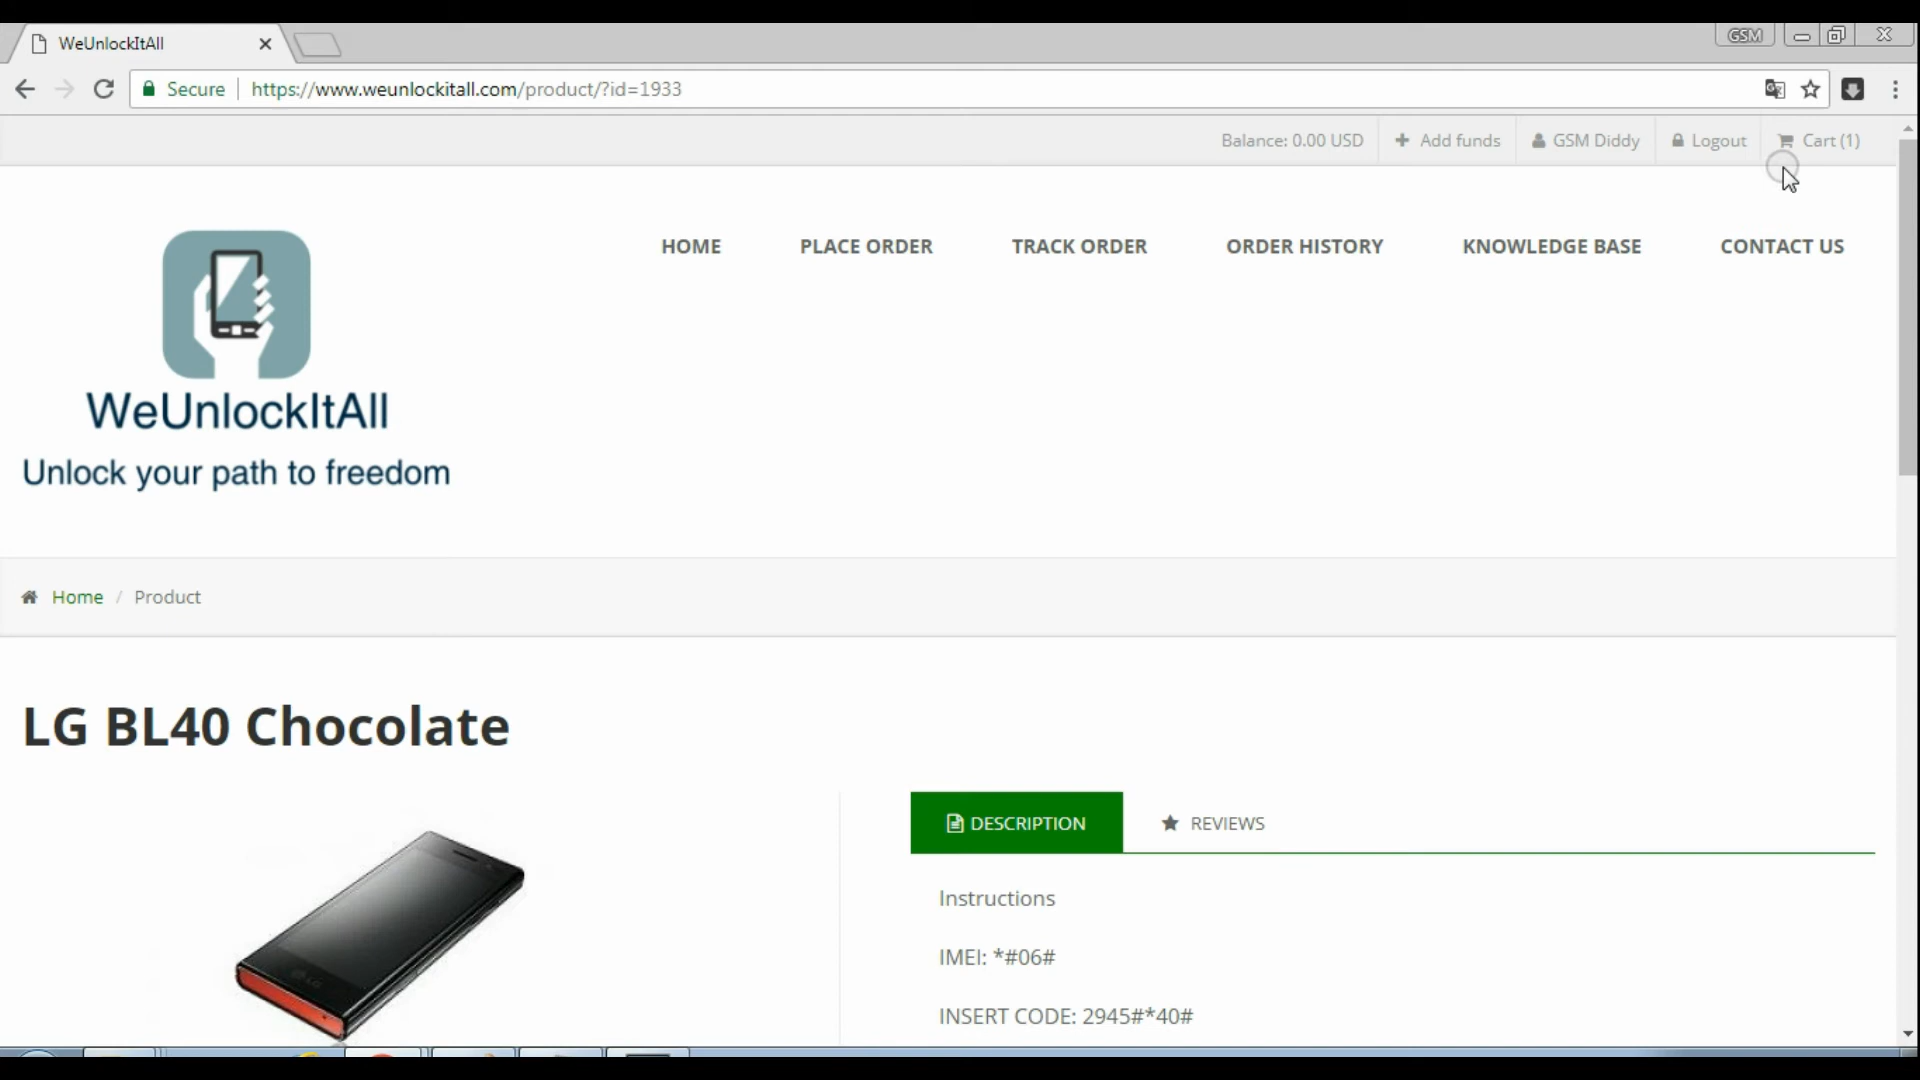 WeUnlockItAll
GSM
Secure https://www.weunlockitall.com/product/?id=1933
Balance: 0.00 USD Add funds GSM Diddy Logout Cart (1)
HOME PLACE ORDER TRACK ORDER ORDER HISTORY KNOWLEDGE BASE CONTACT US
WeUnlockItAll
Unlock your path to freedom
Home / Product
LG BL40 Chocolate
DESCRIPTION REVIEWS
Instructions
IMEI: *#06#
INSERT CODE: 2945#*40#
LG